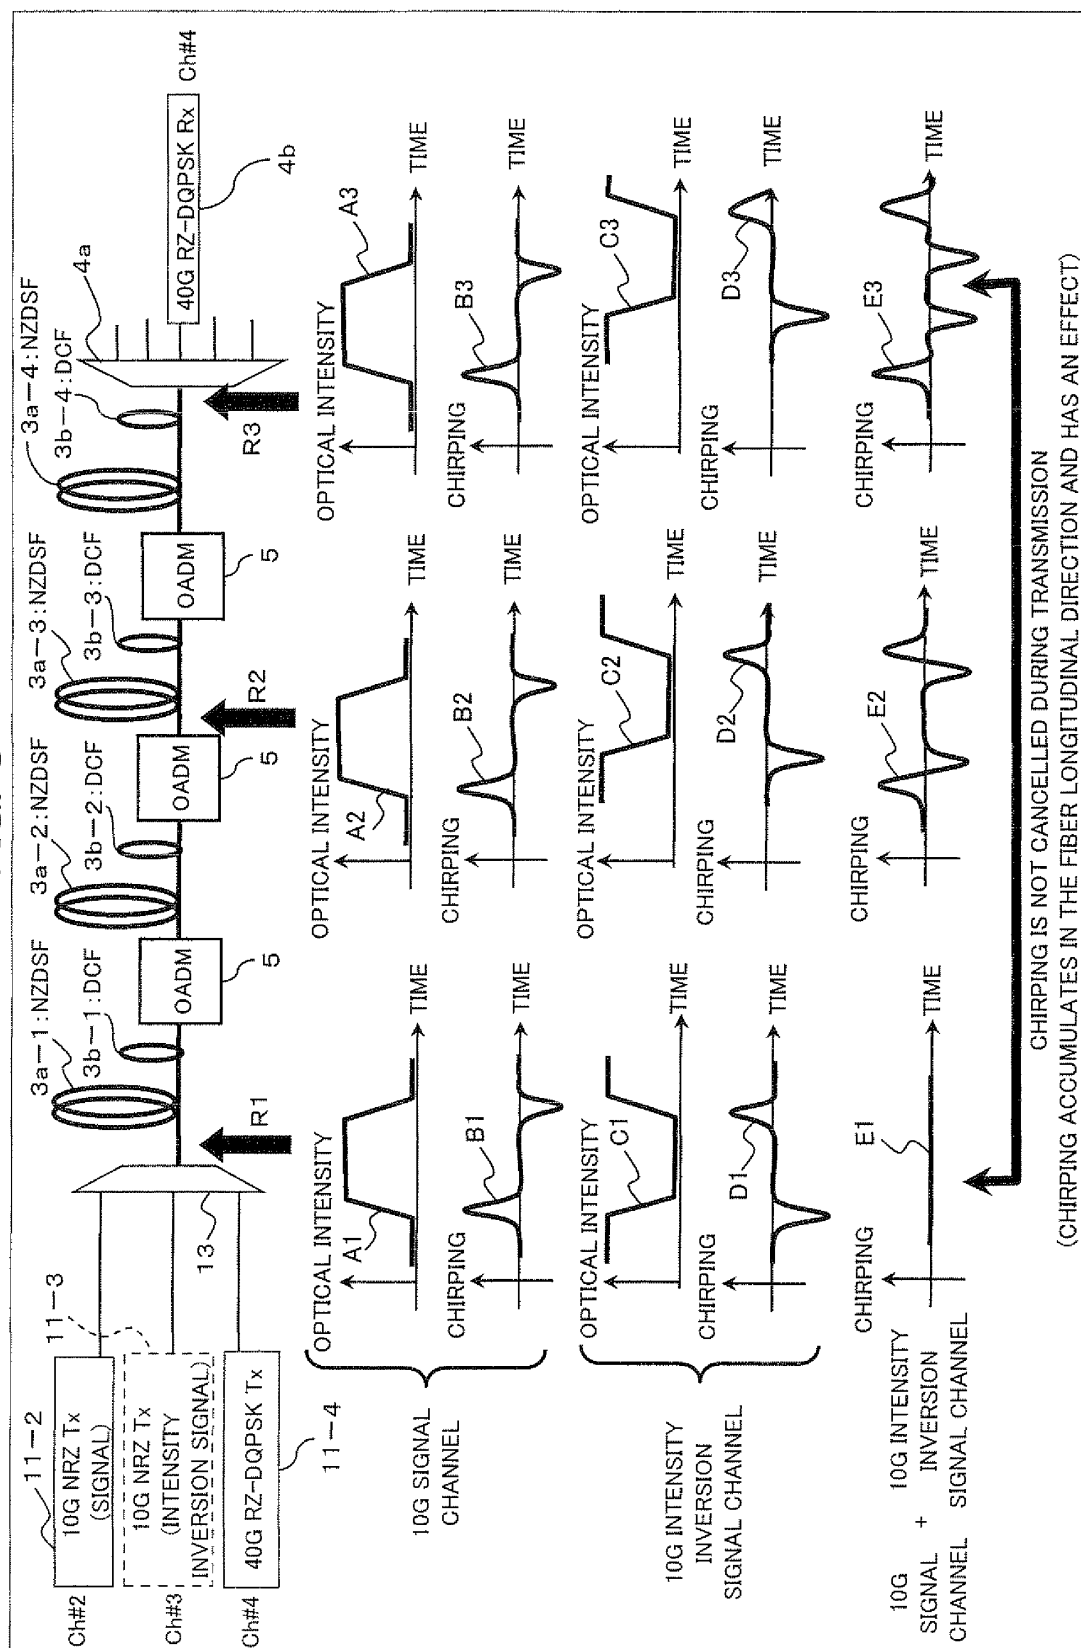 Ch#2
10G NRZ Tx
(SIGNAL)
11-2
Ch#3
10G NRZ Tx
(INTENSITY
INVERSION SIGNAL)
11-3
Ch#4
40G RZ-DQPSK Tx
11-4
13
R1
3a-1:NZDSF
3b-1:DCF
OADM
5
3a-2:NZDSF
3b-2:DCF
OADM
5
R2
3a-3:NZDSF
3b-3:DCF
OADM
5
3a-4:NZDSF
3b-4:DCF
R3
4a
40G RZ-DQPSK Rx
Ch#4
4b
10G SIGNAL
CHANNEL
OPTICAL INTENSITY
A1
TIME
OPTICAL INTENSITY
A2
TIME
OPTICAL INTENSITY
A3
TIME
CHIRPING
B1
TIME
CHIRPING
B2
TIME
CHIRPING
B3
TIME
10G INTENSITY
INVERSION
SIGNAL CHANNEL
OPTICAL INTENSITY
C1
TIME
OPTICAL INTENSITY
C2
TIME
OPTICAL INTENSITY
C3
TIME
CHIRPING
D1
TIME
CHIRPING
D2
TIME
CHIRPING
D3
TIME
10G 10G INTENSITY
SIGNAL + INVERSION
CHANNEL SIGNAL CHANNEL
CHIRPING
E1
TIME
CHIRPING
E2
TIME
CHIRPING
E3
TIME
CHIRPING IS NOT CANCELLED DURING TRANSMISSION
(CHIRPING ACCUMULATES IN THE FIBER LONGITUDINAL DIRECTION AND HAS AN EFFECT)